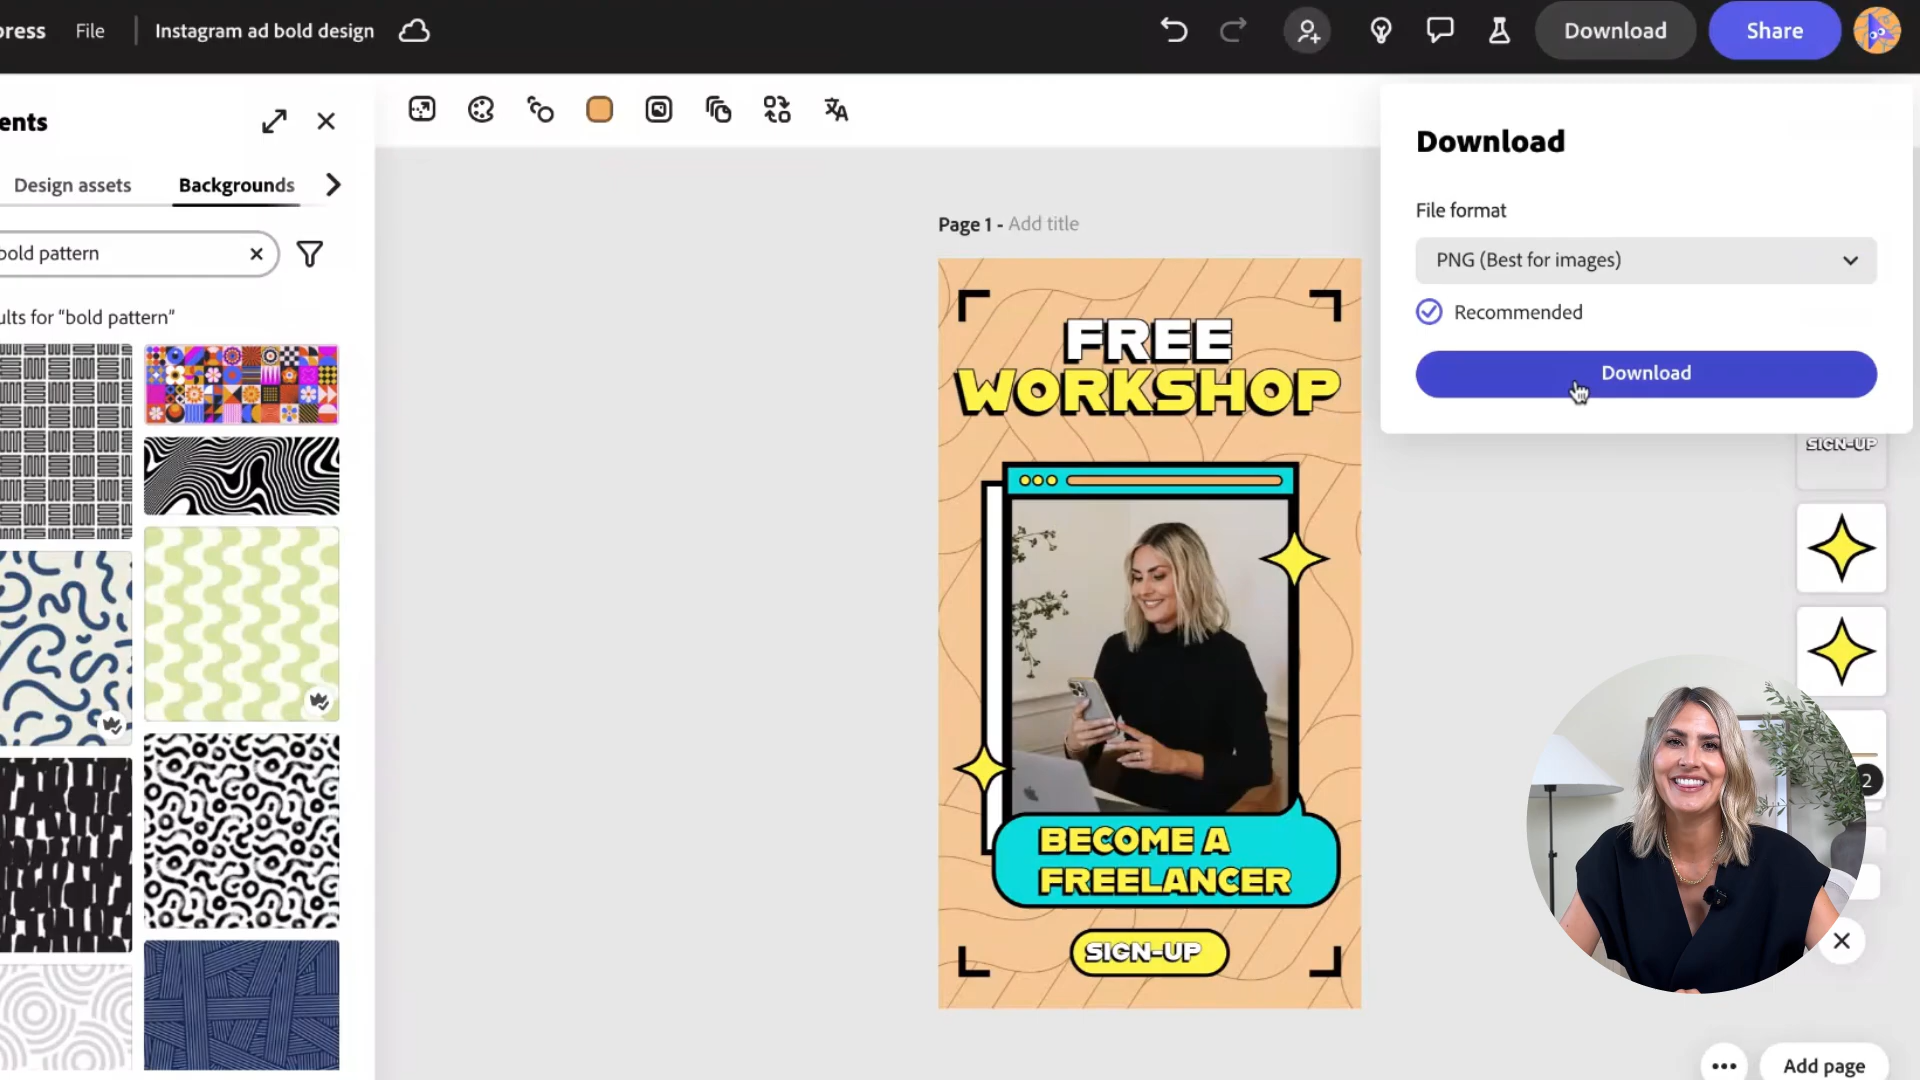 press File Instagram ad bold design Download Share
ents
Design assets Backgrounds
bold pattern
ults for “bold pattern”
Page 1 - Add title
FREE
WORKSHOP
BECOME A
FREELANCER
SIGN-UP
Download
File format
PNG (Best for images)
Recommended
Download
SIGN-UP
2
Add page